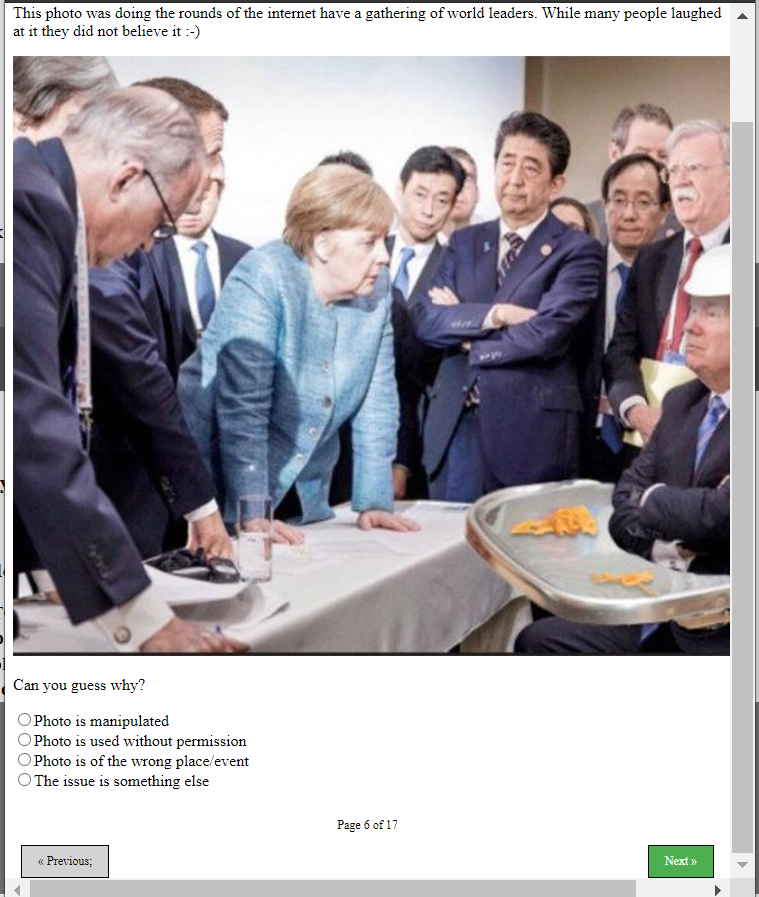 This photo was doing the rounds of the internet have a gathering of world leaders. While many people laughed
at it they did not believe it :-)
Can you guess why?
Photo is manipulated
Photo is used without permission
Photo is of the wrong place/event
The issue is something else
Page 6 of 17
« Previous;
Next »